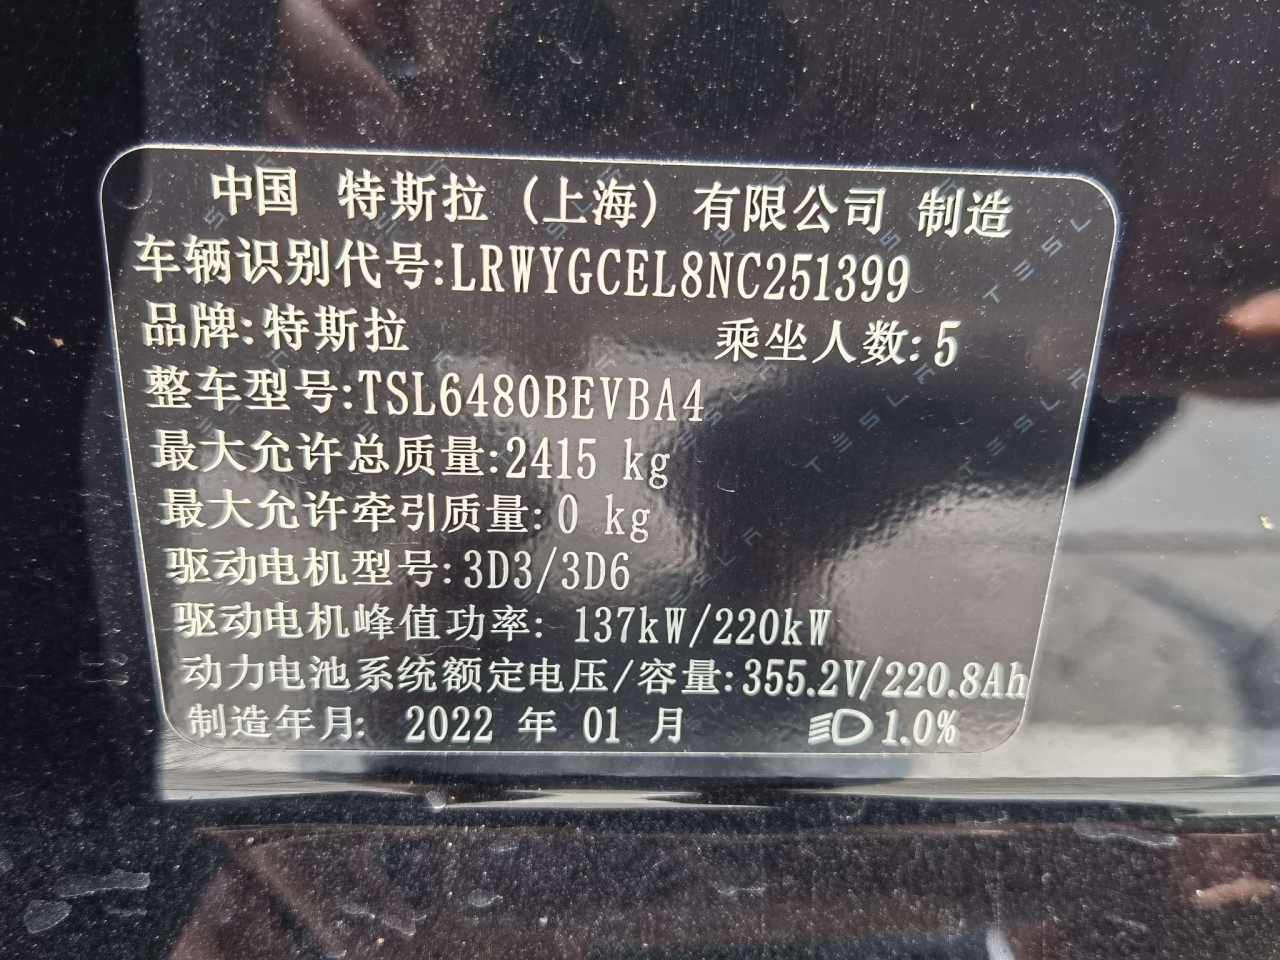 中国 特斯拉（上海）有限公司 制造
车辆识别代号:LRWYGCEL8NC251399
品牌:特斯拉 乘坐人数:5
整车型号:TSL6480BEVBA4
最大允许总质量:2415 kg
最大允许牵引质量: 0 kg
驱动电机型号:3D3/3D6
驱动电机峰值功率: 137kW/220kW
动力电池系统额定电压/容量:355.2V/220.8Ah
制造年月: 2022 年 01 月 1.0%
TESLA
TESLA
TESLA